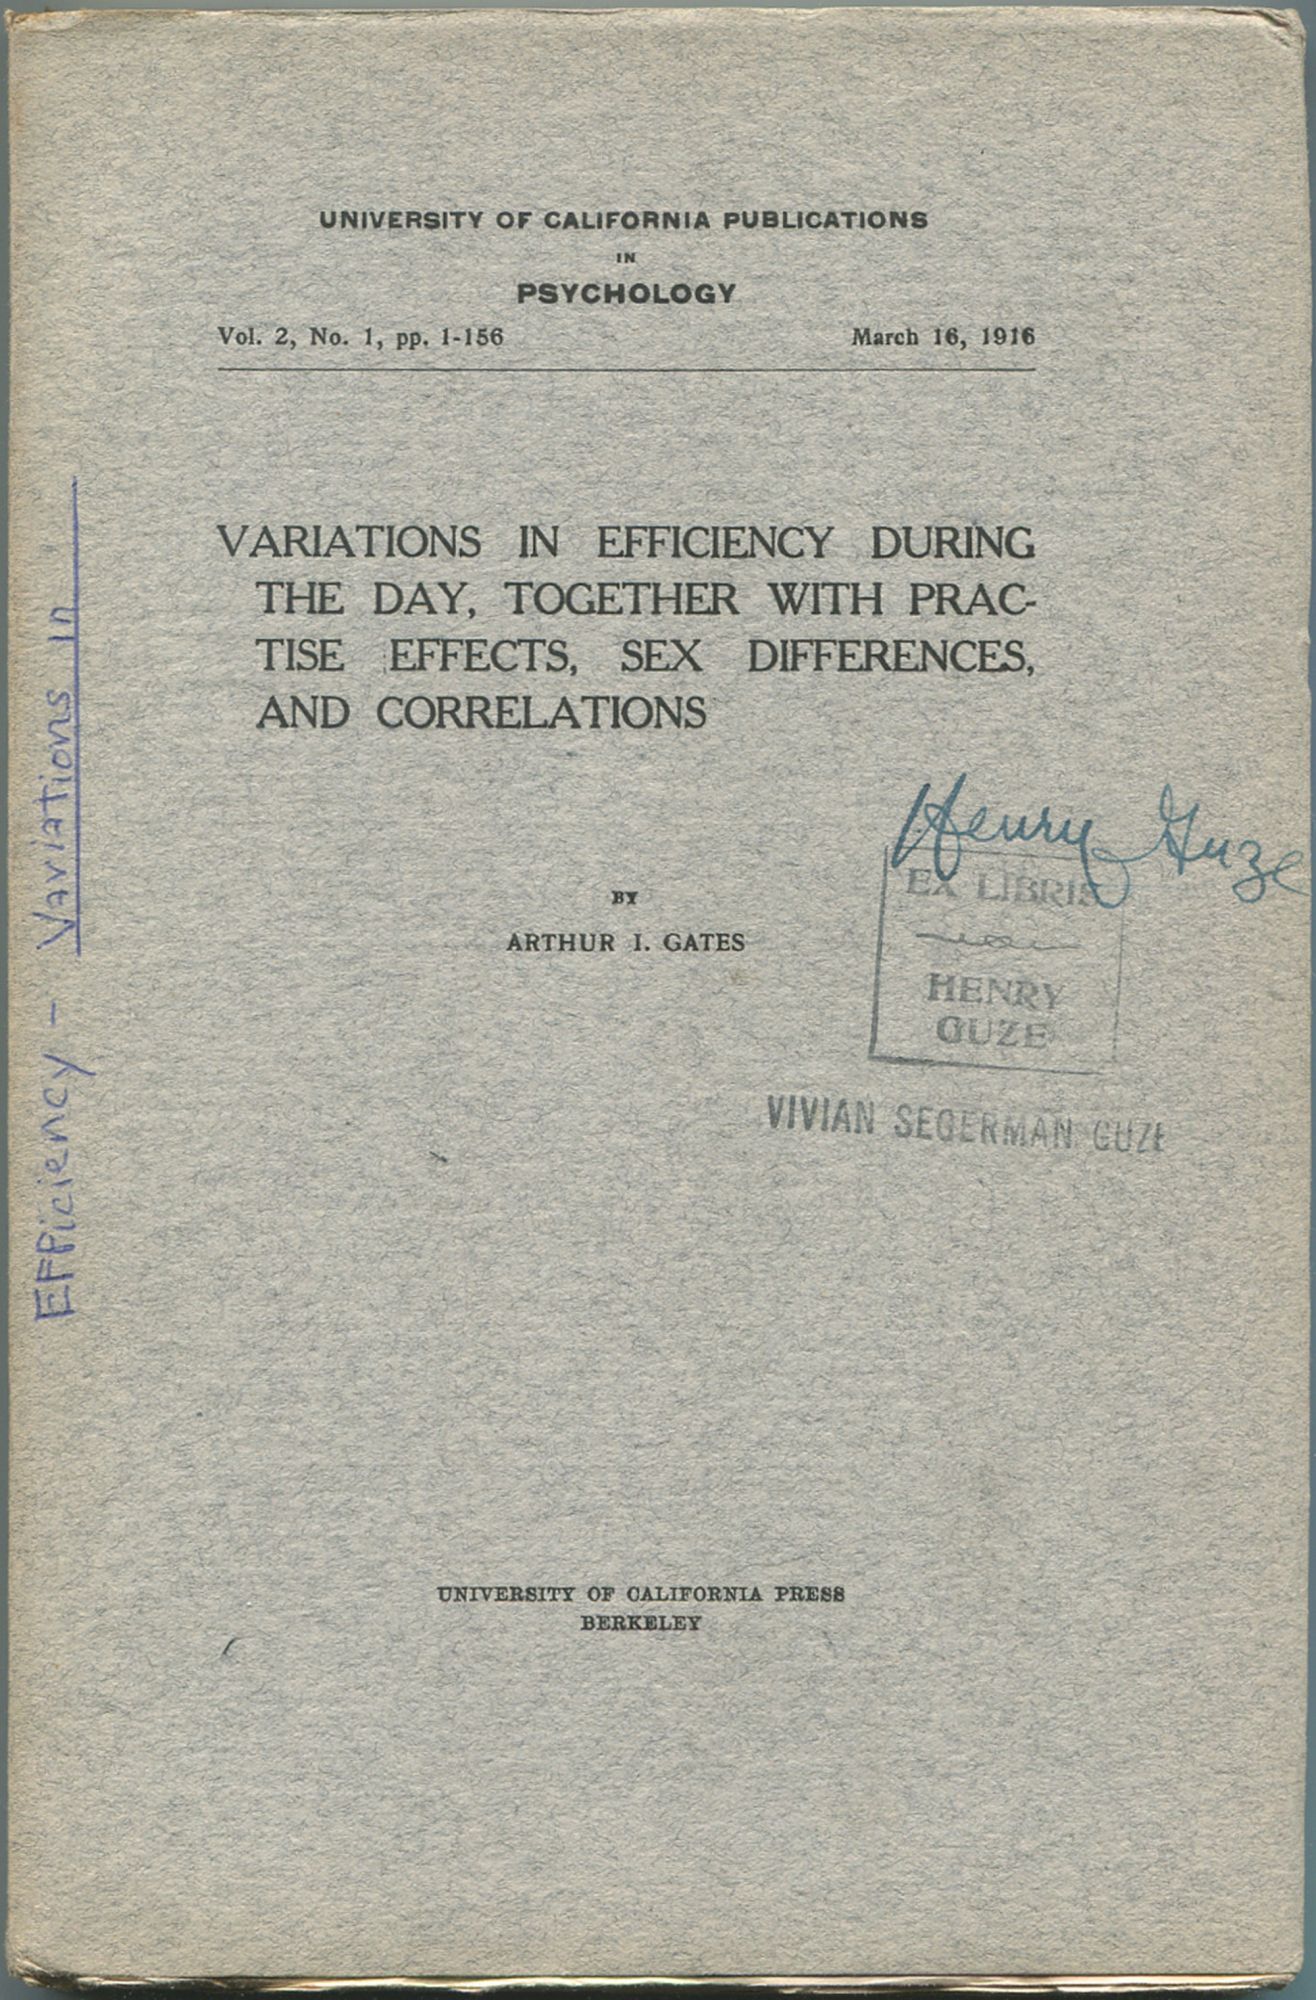 UNIVERSITY OF CALIFORNIA PUBLICATIONS
IN
PSYCHOLOGY
Vol. 2, No. 1, pp. 1-156 March 16, 1916
VARIATIONS IN EFFICIENCY DURING
THE DAY, TOGETHER WITH PRAC-
TISE EFFECTS, SEX DIFFERENCES,
AND CORRELATIONS
BY
ARTHUR I. GATES
Henry Guze
EX LIBRIS
HENRY
GUZE
VIVIAN SEGERMAN GUZE
UNIVERSITY OF CALIFORNIA PRESS
BERKELEY
Efficiency - Variations in